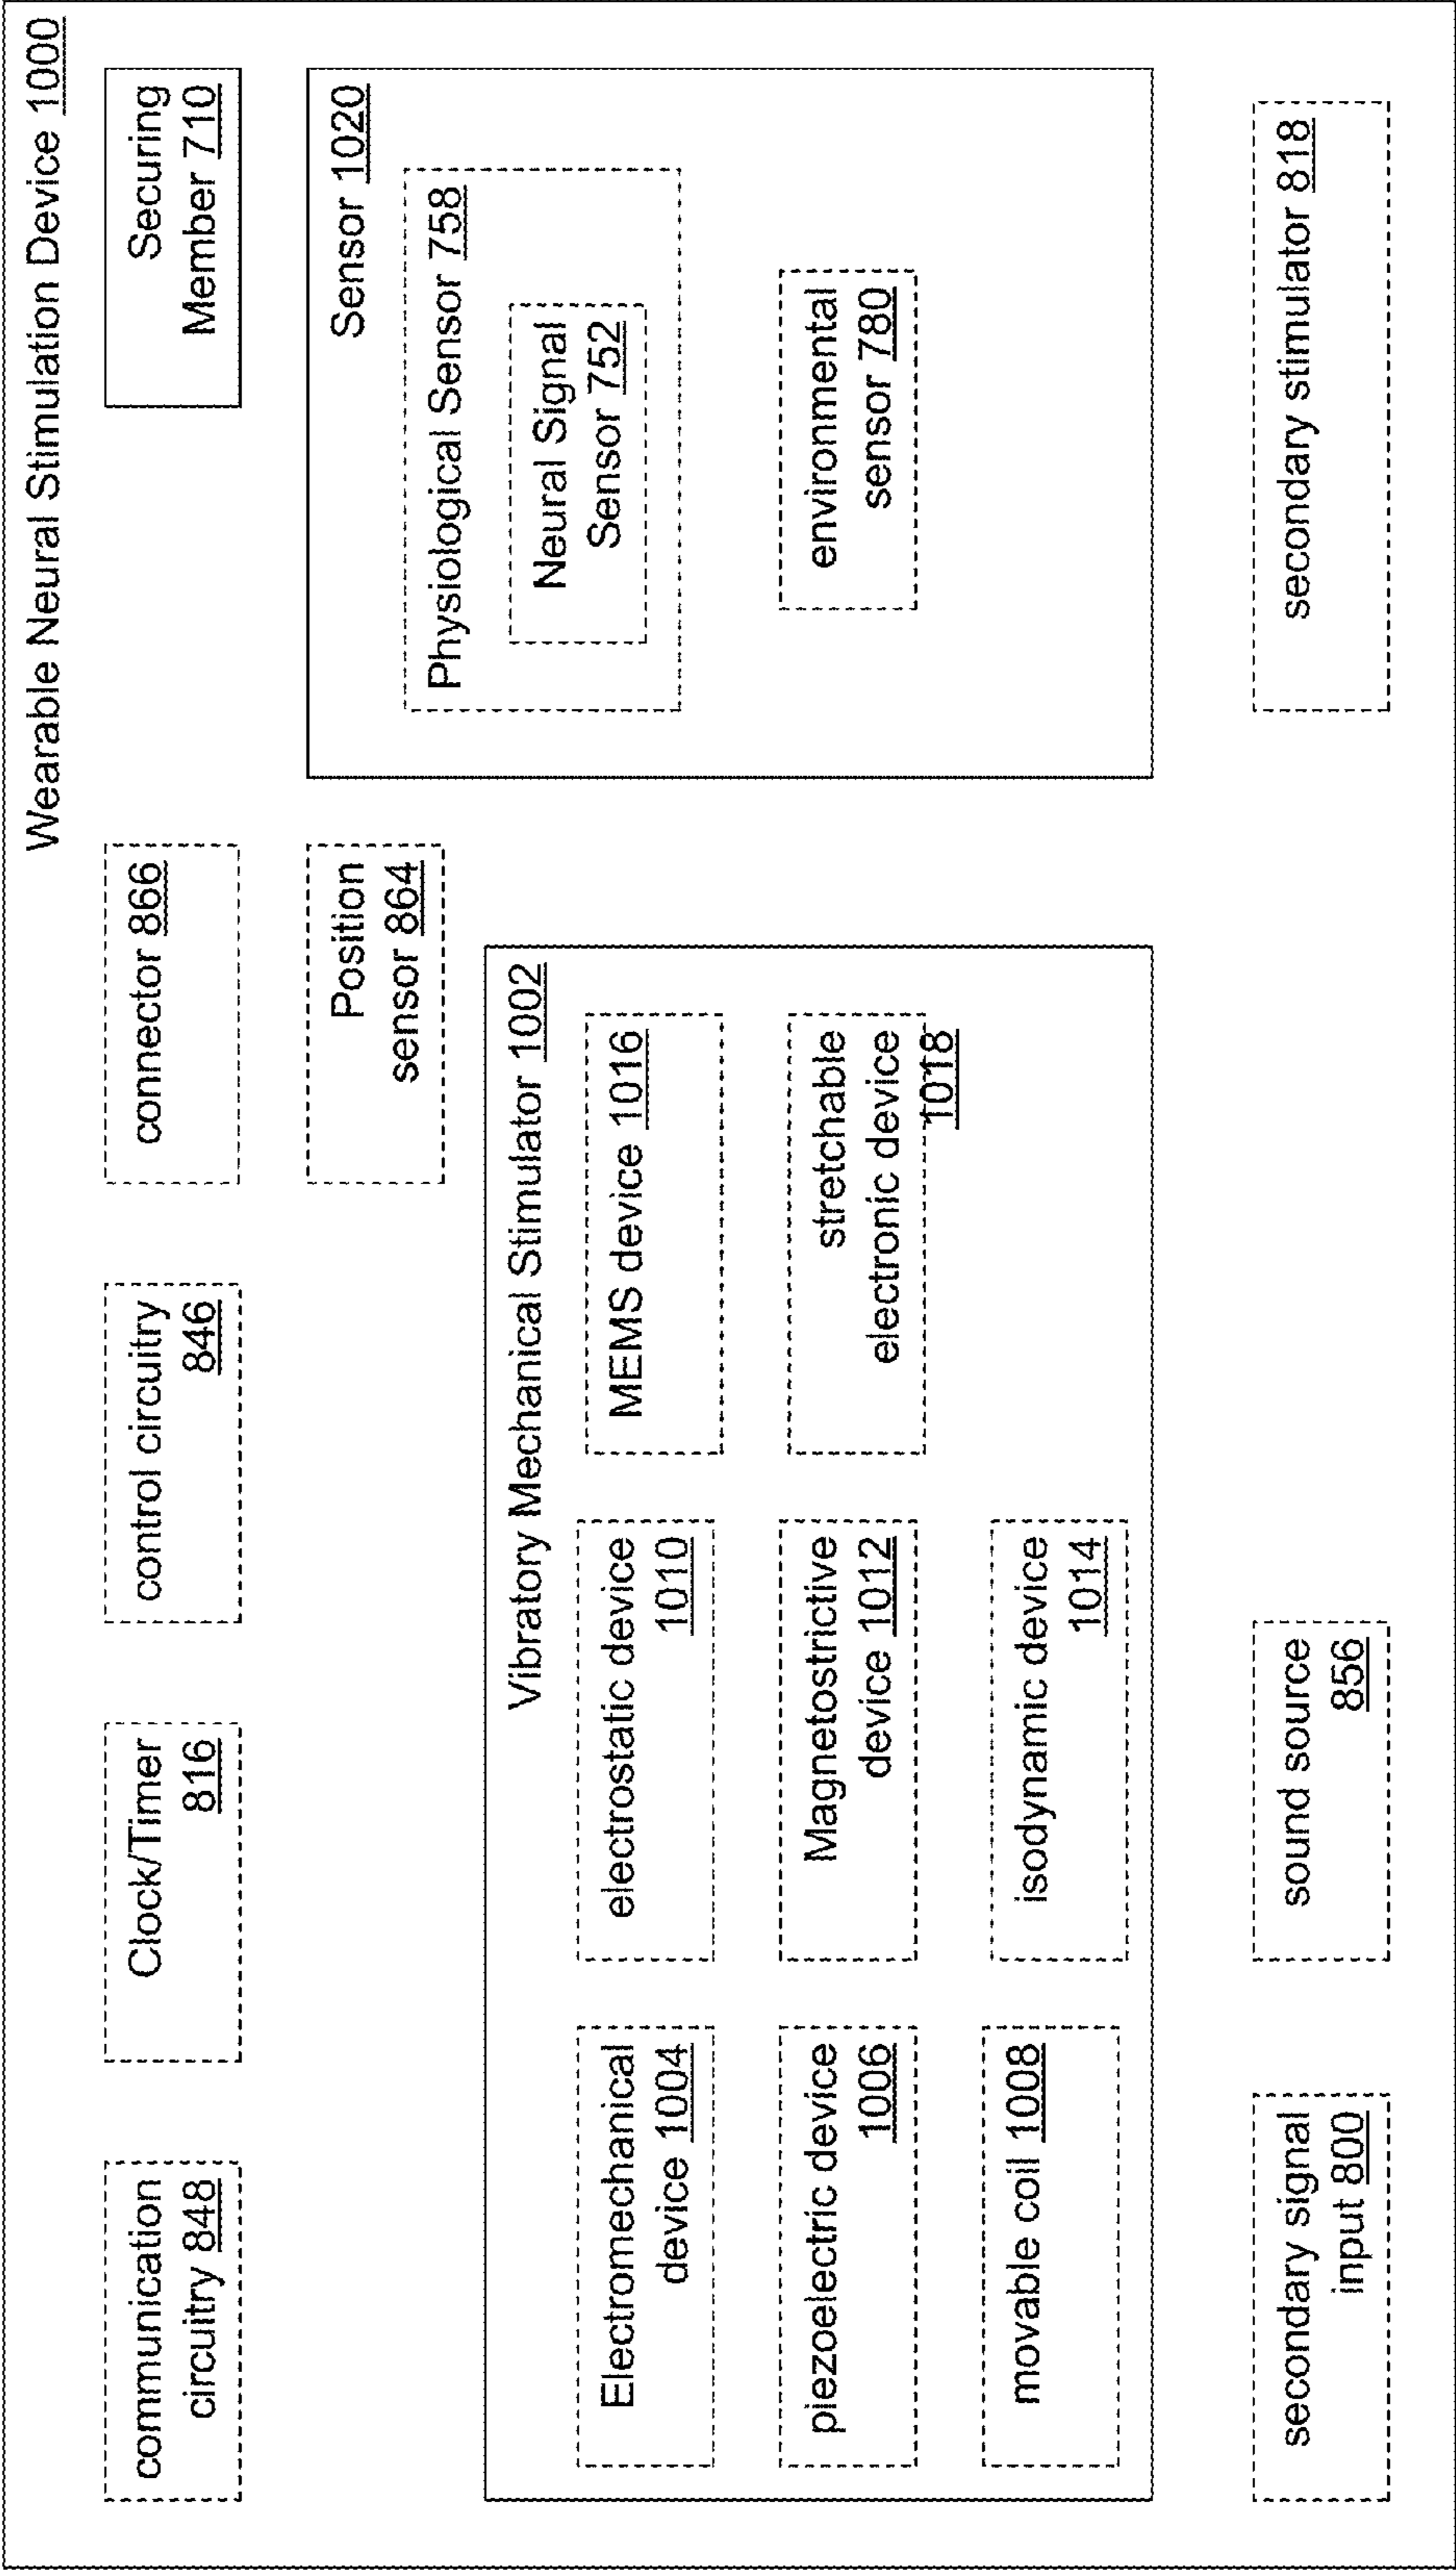 Wearable Neural Stimulation Device 1000
communication
circuitry 848
Clock/Timer
816
control circuitry
846
connector 866
Securing
Member 710
Position
sensor 864
Vibratory Mechanical Stimulator 1002
Electromechanical
device 1004
electrostatic device
1010
MEMS device 1016
piezoelectric device
1006
Magnetostrictive
device 1012
stretchable
electronic device
1018
movable coil 1008
isodynamic device
1014
Sensor 1020
Physiological Sensor 758
Neural Signal
Sensor 752
environmental
sensor 780
secondary signal
input 800
sound source
856
secondary stimulator 818